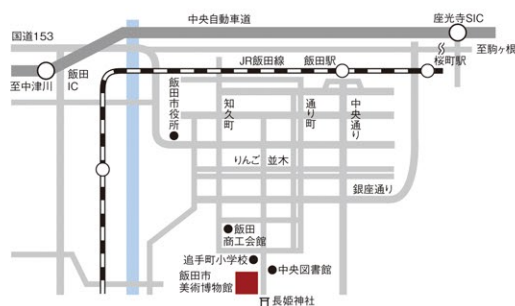 中央自動車道
座光寺SIC
国道153
至駒ヶ根
飯田
IC
至中津川
JR飯田線
飯田駅
桜町駅
飯田市役所
知久町
通り町
中央通り
りんご並木
銀座通り
飯田
商工会館
追手町小学校
中央図書館
飯田市
美術博物館
長姫神社